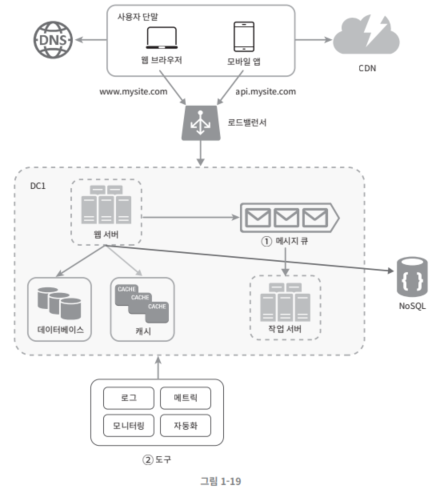 사용자 단말
DNS
웹 브라우저
모바일 앱
CDN
www.mysite.com
api.mysite.com
로드밸런서
DC1
웹 서버
① 메시지 큐
데이터베이스
CACHE
CACHE
CACHE
캐시
작업 서버
{ }
NoSQL
로그
메트릭
모니터링
자동화
② 도구
그림 1-19